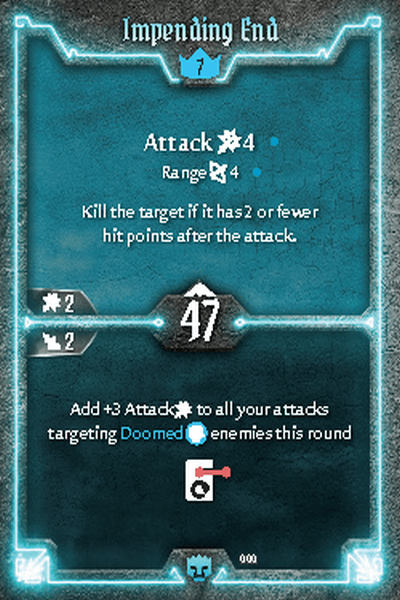 Impending End
7
Attack 4
Range 4
Kill the target if it has 2 or fewer
hit points after the attack.
2
47
2
Add +3 Attack to all your attacks
targeting Doomed enemies this round